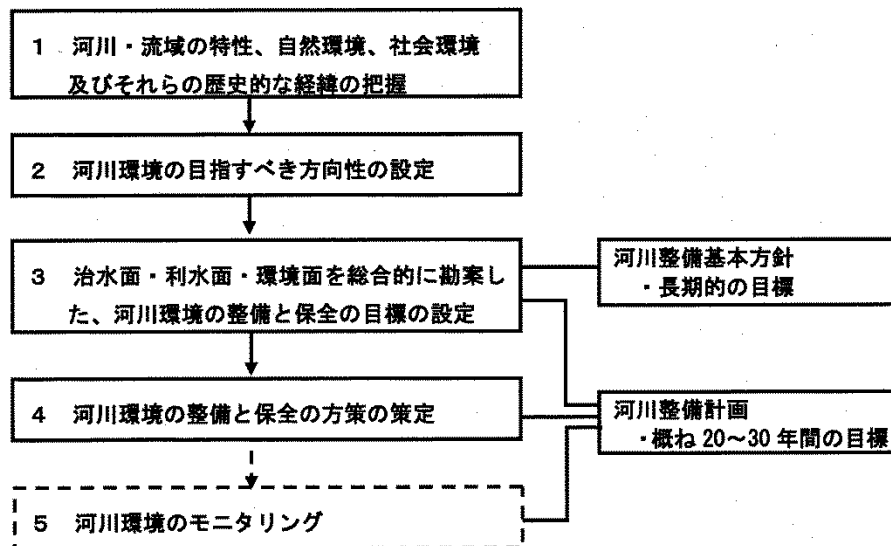 1 河川・流域の特性、自然環境、社会環境
及びそれらの歴史的な経緯の把握
2 河川環境の目指すべき方向性の設定
3 治水面・利水面・環境面を総合的に勘案し
た、河川環境の整備と保全の目標の設定
河川整備基本方針
・長期的の目標
4 河川環境の整備と保全の方策の策定
河川整備計画
・概ね20～30年間の目標
5 河川環境のモニタリング